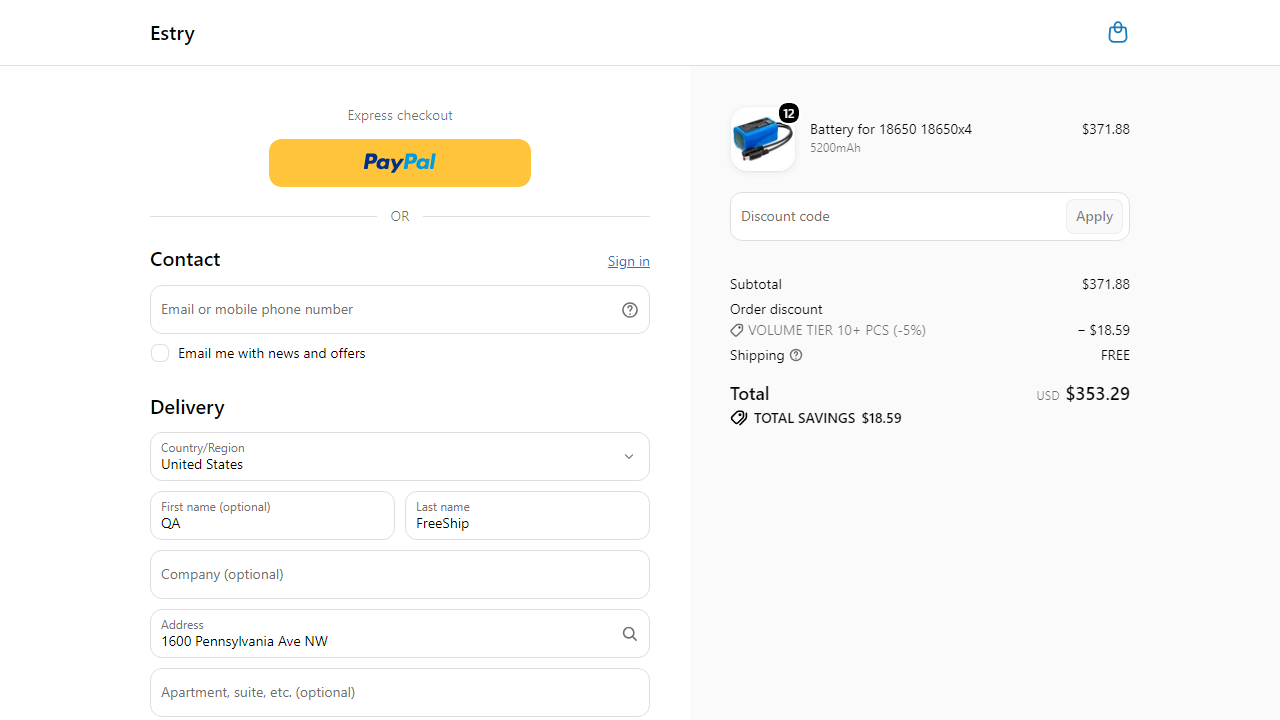 Estry
Express checkout
PayPal
OR
Contact
Sign in
Email or mobile phone number
Email me with news and offers
Delivery
Country/Region
United States
First name (optional)
QA
Last name
FreeShip
Company (optional)
Address
1600 Pennsylvania Ave NW
Apartment, suite, etc. (optional)
12
Battery for 18650 18650x4
$371.88
5200mAh
Discount code
Apply
Subtotal
$371.88
Order discount
VOLUME TIER 10+ PCS (-5%)
− $18.59
Shipping
FREE
Total
USD $353.29
TOTAL SAVINGS $18.59